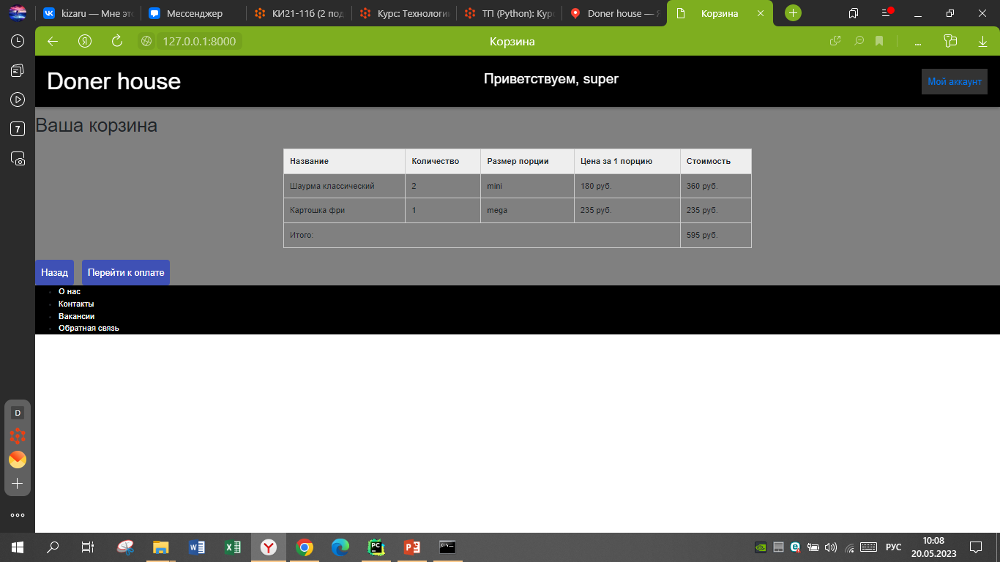 kizaru — Мне это
Мессенджер
КИ21-11б (2 под
Курс: Технологии
ТП (Python): Курс
Doner house — Я
Корзина
Я
127.0.0.1:8000
Корзина
7
Doner house
Приветствуем, super
Мой аккаунт
Ваша корзина
Название Количество Размер порции Цена за 1 порцию Стоимость
Шаурма классический 2 mini 180 руб. 360 руб.
Картошка фри 1 mega 235 руб. 235 руб.
Итого: 595 руб.
Назад
Перейти к оплате
О нас
Контакты
Вакансии
Обратная связь
D
РУС
10:08
20.05.2023